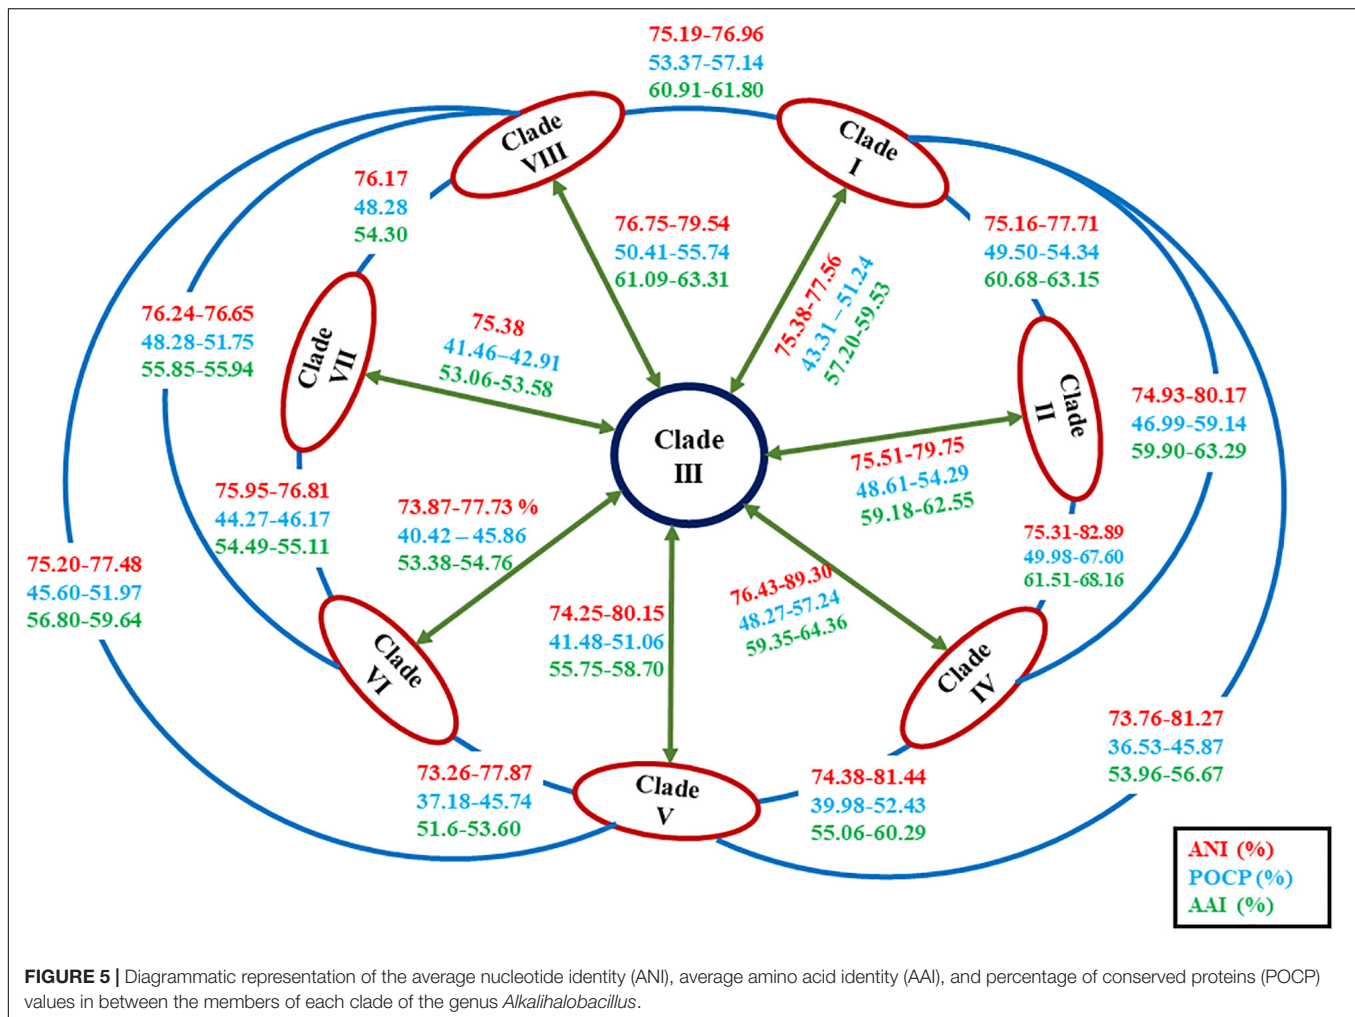 75.19-76.96
53.37-57.14
60.91-61.80
Clade
VIII
Clade
I
76.17
48.28
54.30
76.75-79.54
50.41-55.74
61.09-63.31
75.38-77.56
43.31–51.24
57.20-59.53
75.16-77.71
49.50-54.34
60.68-63.15
76.24-76.65
48.28-51.75
55.85-55.94
Clade
VII
75.38
41.46–42.91
53.06-53.58
Clade
III
Clade
II
74.93-80.17
46.99-59.14
59.90-63.29
75.51-79.75
48.61-54.29
59.18-62.55
75.95-76.81
44.27-46.17
54.49-55.11
73.87-77.73 %
40.42 – 45.86
53.38-54.76
75.31-82.89
49.98-67.60
61.51-68.16
75.20-77.48
45.60-51.97
56.80-59.64
74.25-80.15
41.48-51.06
55.75-58.70
76.43-89.30
48.27-57.24
59.35-64.36
Clade
VI
Clade
IV
73.76-81.27
36.53-45.87
53.96-56.67
73.26-77.87
37.18-45.74
51.6-53.60
Clade
V
74.38-81.44
39.98-52.43
55.06-60.29
ANI (%)
POCP (%)
AAI (%)
FIGURE 5 | Diagrammatic representation of the average nucleotide identity (ANI), average amino acid identity (AAI), and percentage of conserved proteins (POCP)
values in between the members of each clade of the genus Alkalihalobacillus.